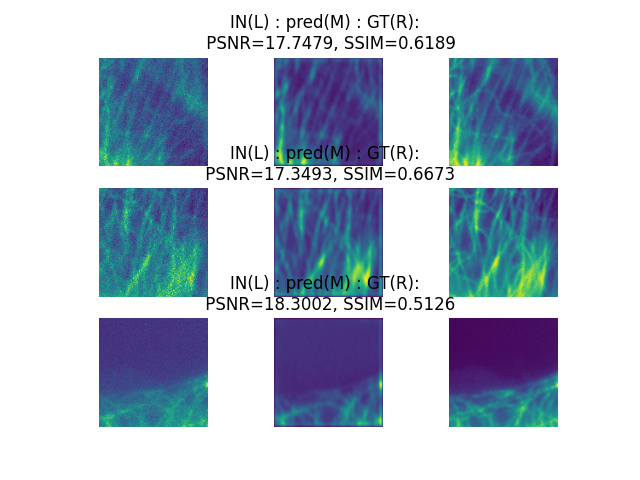 IN(L) : pred(M) : GT(R):
PSNR=17.7479, SSIM=0.6189
IN(L) : pred(M) : GT(R):
PSNR=17.3493, SSIM=0.6673
IN(L) : pred(M) : GT(R):
PSNR=18.3002, SSIM=0.5126